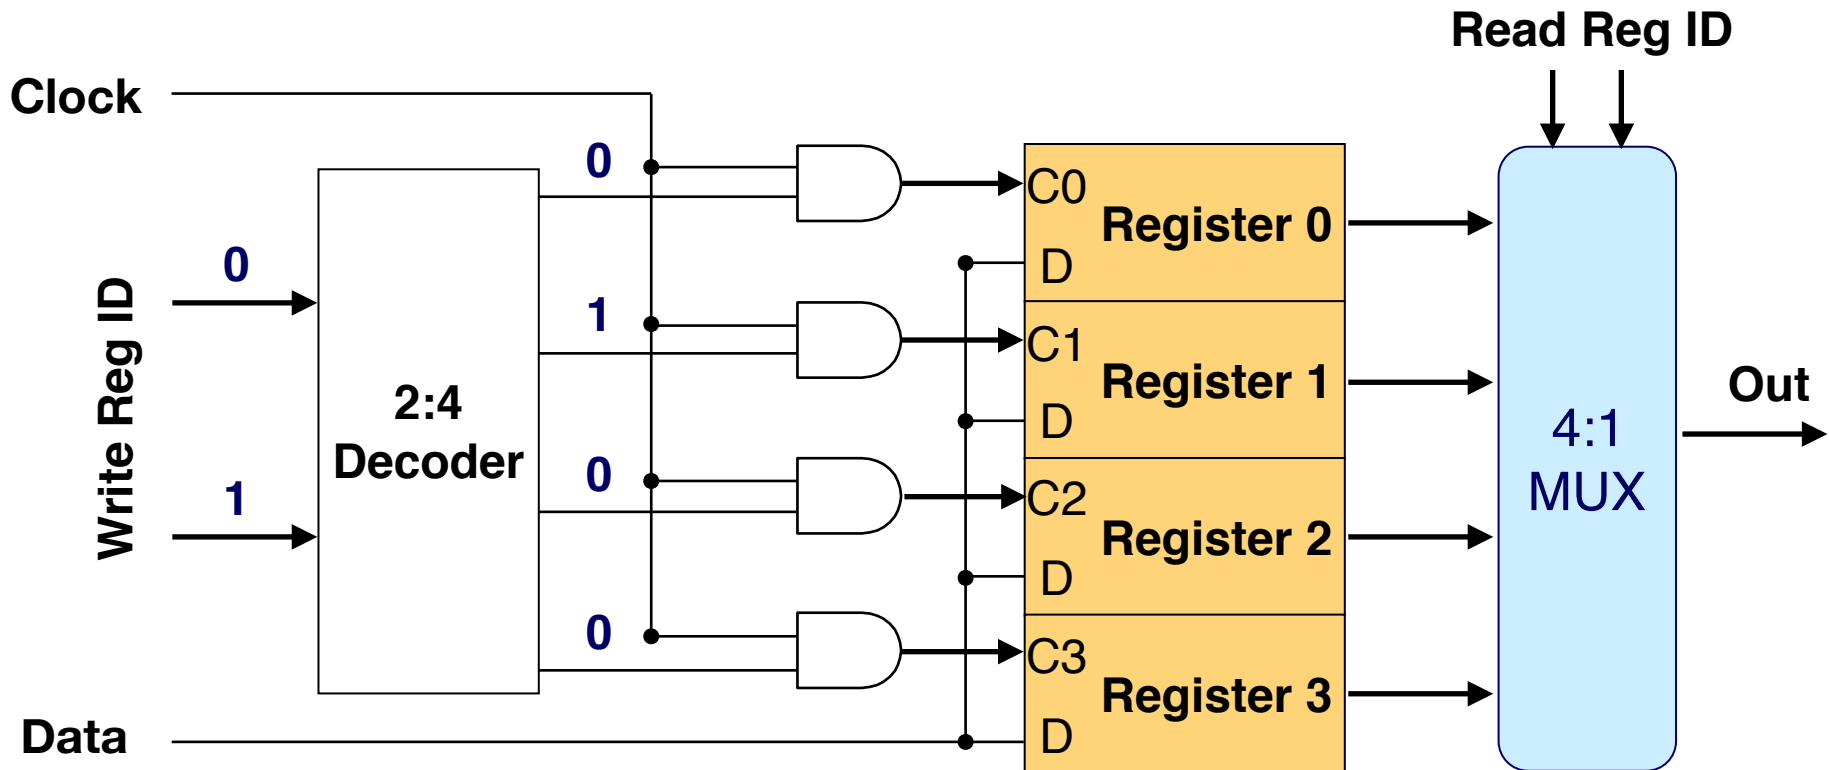 Read Reg ID
Clock
0
C0
Register 0
D
0
1
C1
Register 1
D
Write Reg ID
2:4
Decoder
Out
4:1
MUX
1
0
C2
Register 2
D
0
C3
Register 3
D
Data